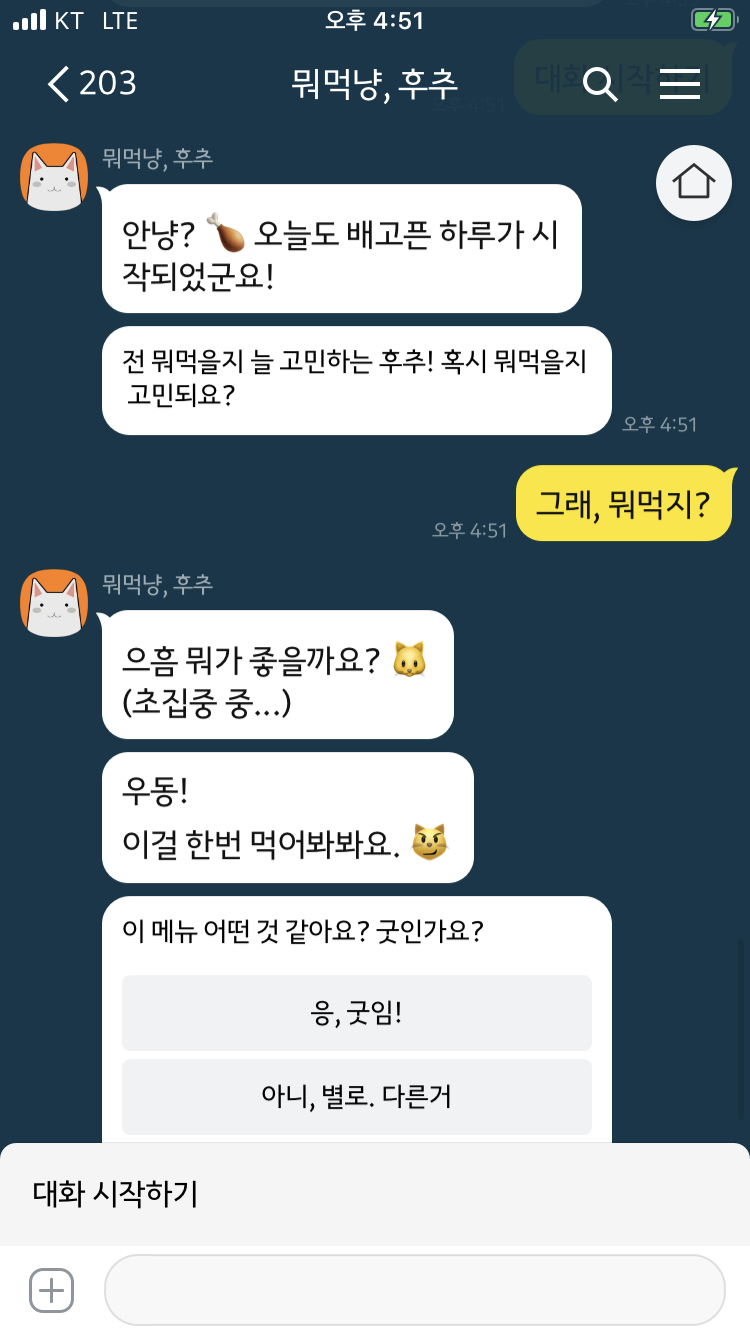 KT LTE 오후 4:51
203 뭐먹냥, 후추
대화 시작하기
오후 4:51
뭐먹냥, 후추
안냥? 오늘도 배고픈 하루가 시
작되었군요!
전 뭐먹을지 늘 고민하는 후추! 혹시 뭐먹을지
고민되요?
오후 4:51
그래, 뭐먹지?
오후 4:51
뭐먹냥, 후추
으흠 뭐가 좋을까요?
(초집중 중...)
우동!
이걸 한번 먹어봐봐요.
이 메뉴 어떤 것 같아요? 굿인가요?
응, 굿임!
아니, 별로. 다른거
대화 시작하기